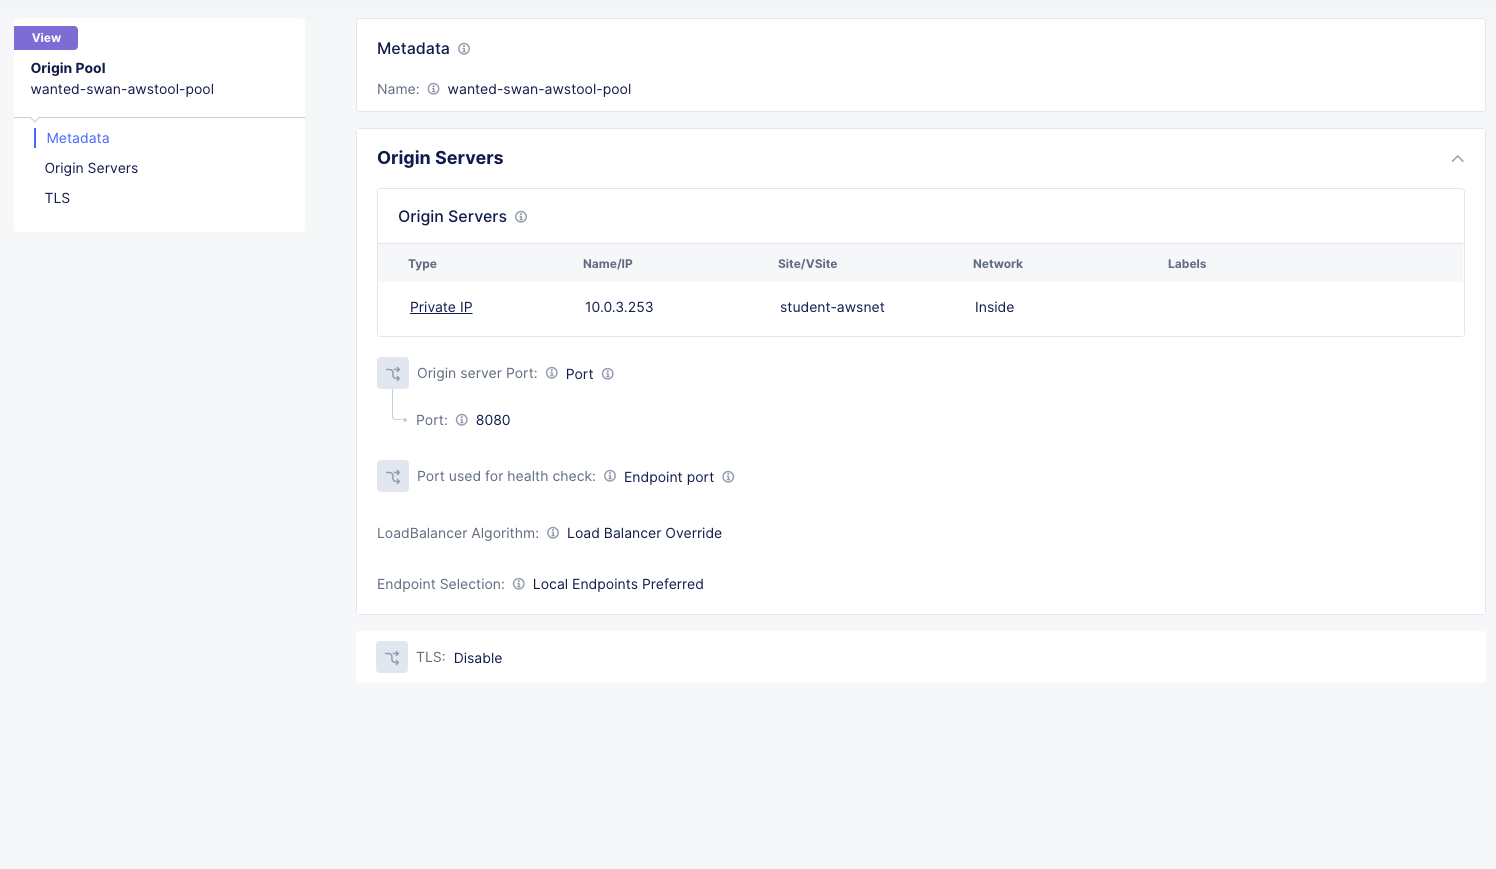 View
Origin Pool
wanted-swan-awstool-pool
Metadata
Origin Servers
TLS
Metadata
Name: wanted-swan-awstool-pool
Origin Servers
Origin Servers
Type Name/IP Site/VSite Network Labels
Private IP 10.0.3.253 student-awsnet Inside
Origin server Port: Port
Port: 8080
Port used for health check: Endpoint port
LoadBalancer Algorithm: Load Balancer Override
Endpoint Selection: Local Endpoints Preferred
TLS: Disable